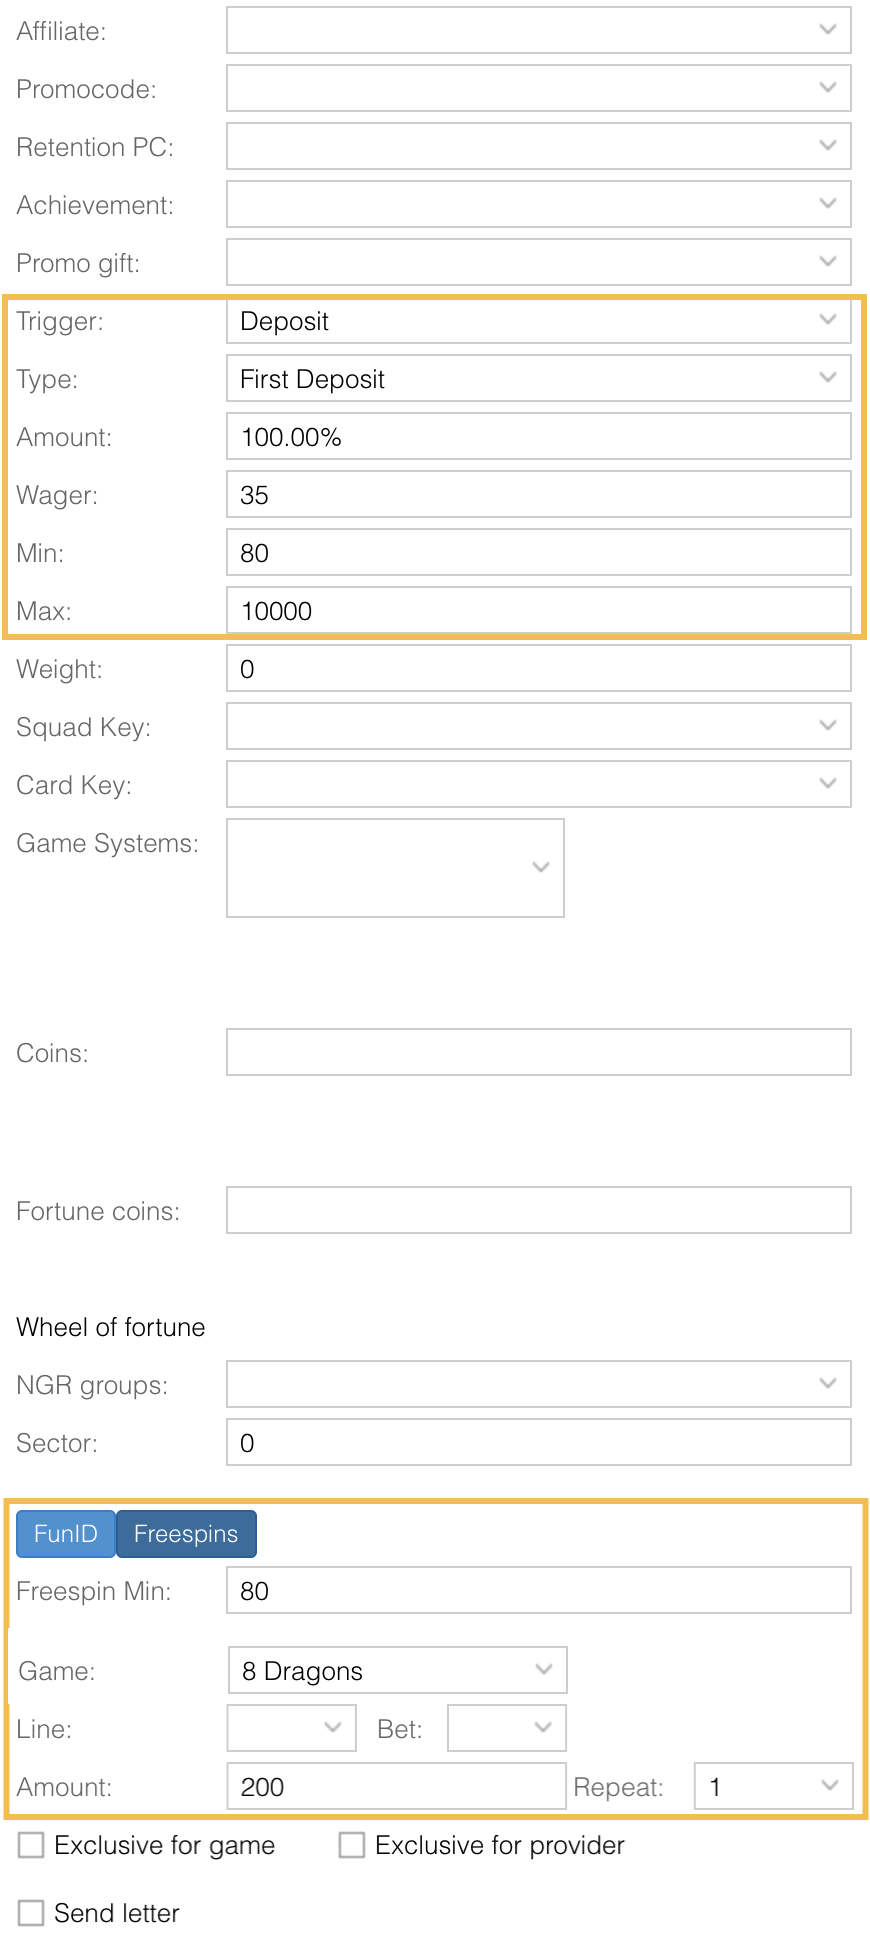 Affiliate:
Promocode:
Retention PC:
Achievement:
Promo gift:
Trigger: Deposit
Type: First Deposit
Amount: 100.00%
Wager: 35
Min: 80
Max: 10000
Weight: 0
Squad Key:
Card Key:
Game Systems:
Coins:
Fortune coins:
Wheel of fortune
NGR groups:
Sector: 0
FunID Freespins
Freespin Min: 80
Game: 8 Dragons
Line: Bet:
Amount: 200 Repeat: 1
Exclusive for game Exclusive for provider
Send letter